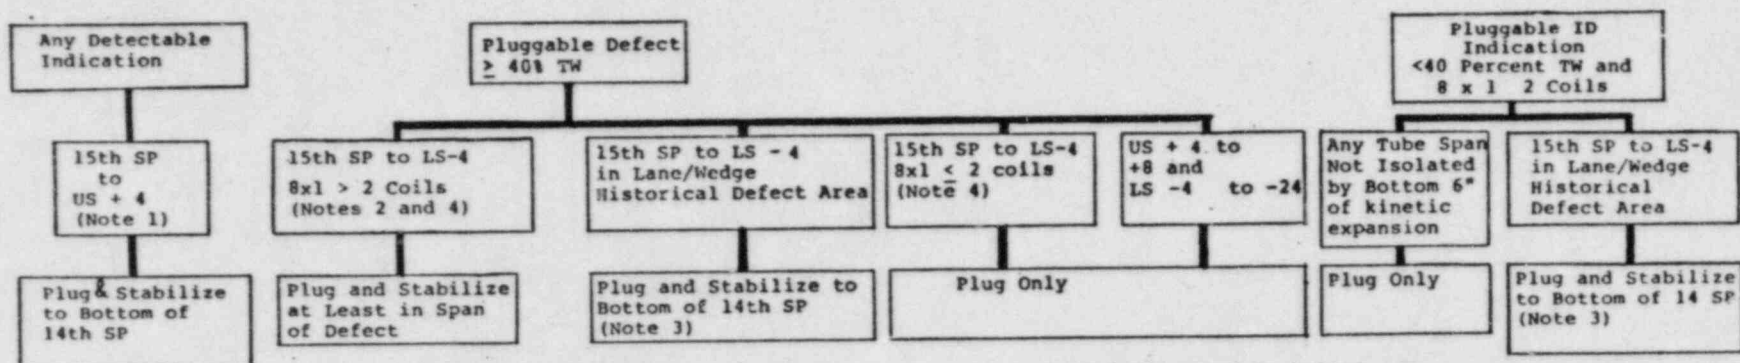 Any Detectable
Indication
Pluggable Defect
≥ 40% TW
Pluggable ID
Indication
<40 Percent TW and
8 x 1 2 Coils
15th SP
to
US + 4
(Note 1)
15th SP to LS-4
8x1 > 2 Coils
(Notes 2 and 4)
15th SP to LS - 4
in Lane/Wedge
Historical Defect Area
15th SP to LS-4
8x1 ≤ 2 coils
(Note 4)
US + 4 to
+8 and
LS -4 to -24
Any Tube Span
Not Isolated
by Bottom 6"
of kinetic
expansion
15th SP to LS-4
in Lane/Wedge
Historical
Defect Area
Plug & Stabilize
to Bottom of
14th SP
Plug and Stabilize
at Least in Span
of Defect
Plug and Stabilize to
Bottom of 14th SP
(Note 3)
Plug Only
Plug Only
Plug and Stabilize
to Bottom of 14 SP
(Note 3)